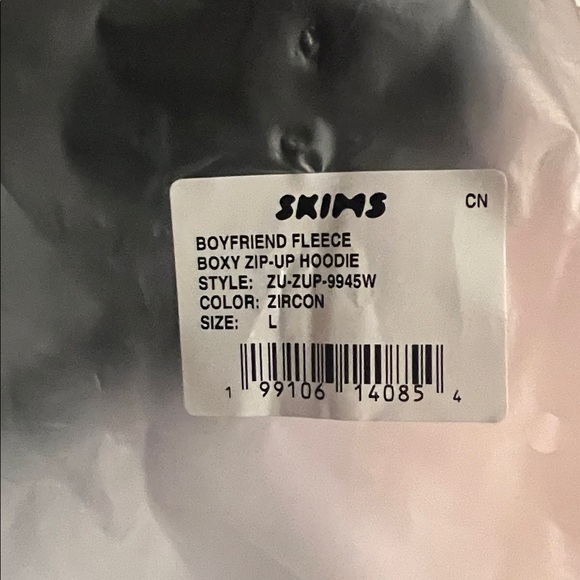 SKIMS CN
BOYFRIEND FLEECE
BOXY ZIP-UP HOODIE
STYLE: ZU-ZUP-9945W
COLOR: ZIRCON
SIZE: L
1 99106 14085 4